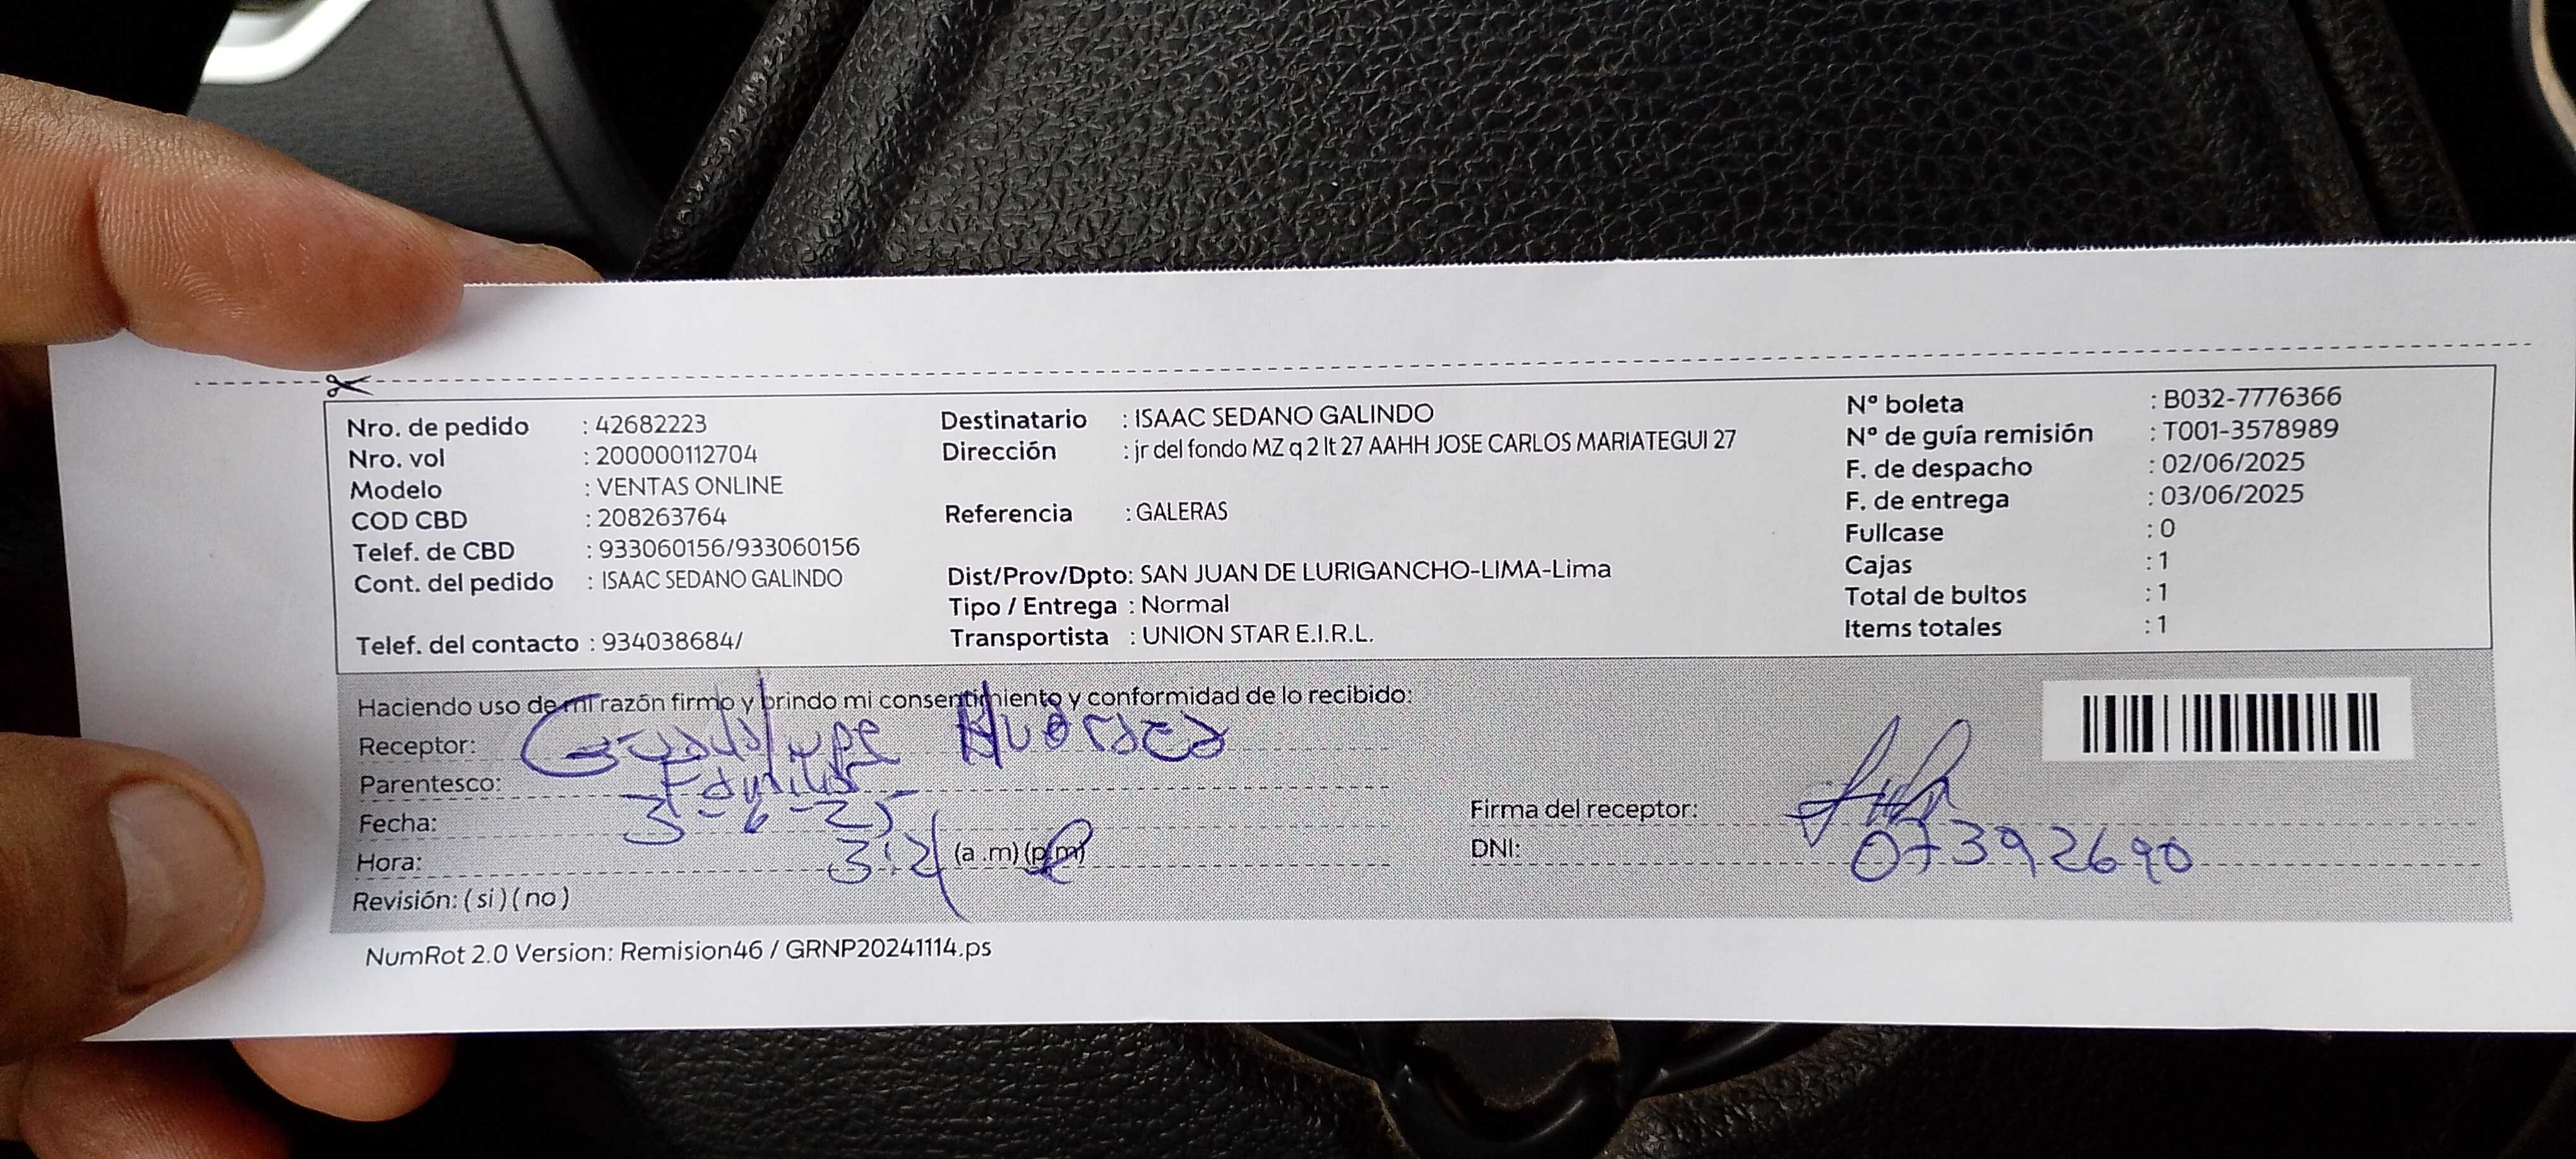 Nro. de pedido : 42682223
Nro. vol : 200000112704
Modelo : VENTAS ONLINE
COD CBD : 208263764
Telef. de CBD : 933060156/933060156
Cont. del pedido : ISAAC SEDANO GALINDO
Telef. del contacto : 934038684/
Destinatario : ISAAC SEDANO GALINDO
Dirección : jr del fondo MZ q 2 lt 27 AAHH JOSE CARLOS MARIATEGUI 27
Referencia : GALERAS
Dist/Prov/Dpto: SAN JUAN DE LURIGANCHO-LIMA-Lima
Tipo / Entrega : Normal
Transportista : UNION STAR E.I.R.L.
Nº boleta : B032-7776366
Nº de guía remisión : T001-3578989
F. de despacho : 02/06/2025
F. de entrega : 03/06/2025
Fullcase : 0
Cajas : 1
Total de bultos : 1
Items totales : 1
Haciendo uso de mi razón firmo y brindo mi consentimiento y conformidad de lo recibido:
Receptor: Guadalupe
Parentesco:
Fecha: 3-6-25
Hora: 3:21 (a .m) (p.m)
Revisión: ( si ) ( no )
Firma del receptor:
DNI: 07392690
NumRot 2.0 Version: Remision46 / GRNP20241114.ps